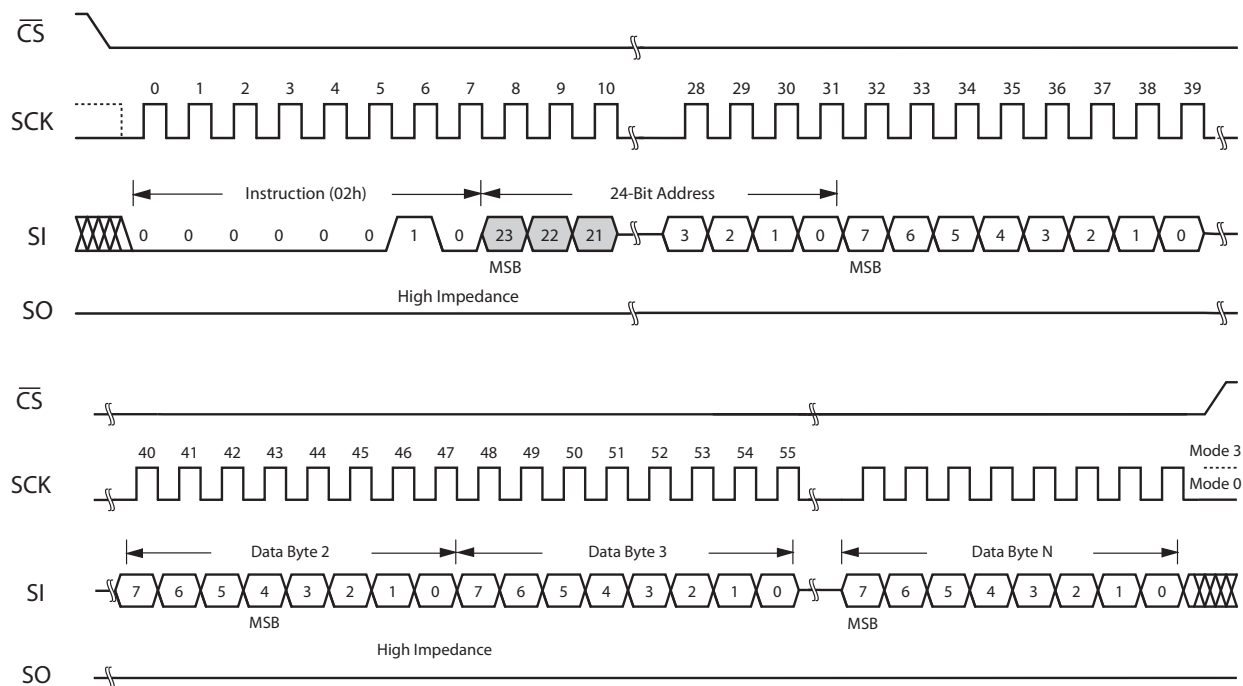 CS
0 1 2 3 4 5 6 7 8 9 10 28 29 30 31 32 33 34 35 36 37 38 39
SCK
Instruction (02h) 24-Bit Address
SI 0 0 0 0 0 0 1 0 23 22 21 3 2 1 0 7 6 5 4 3 2 1 0
MSB MSB
High Impedance
SO
CS
40 41 42 43 44 45 46 47 48 49 50 51 52 53 54 55 Mode 3
SCK Mode 0
Data Byte 2 Data Byte 3 Data Byte N
SI 7 6 5 4 3 2 1 0 7 6 5 4 3 2 1 0 7 6 5 4 3 2 1 0
MSB MSB
High Impedance
SO